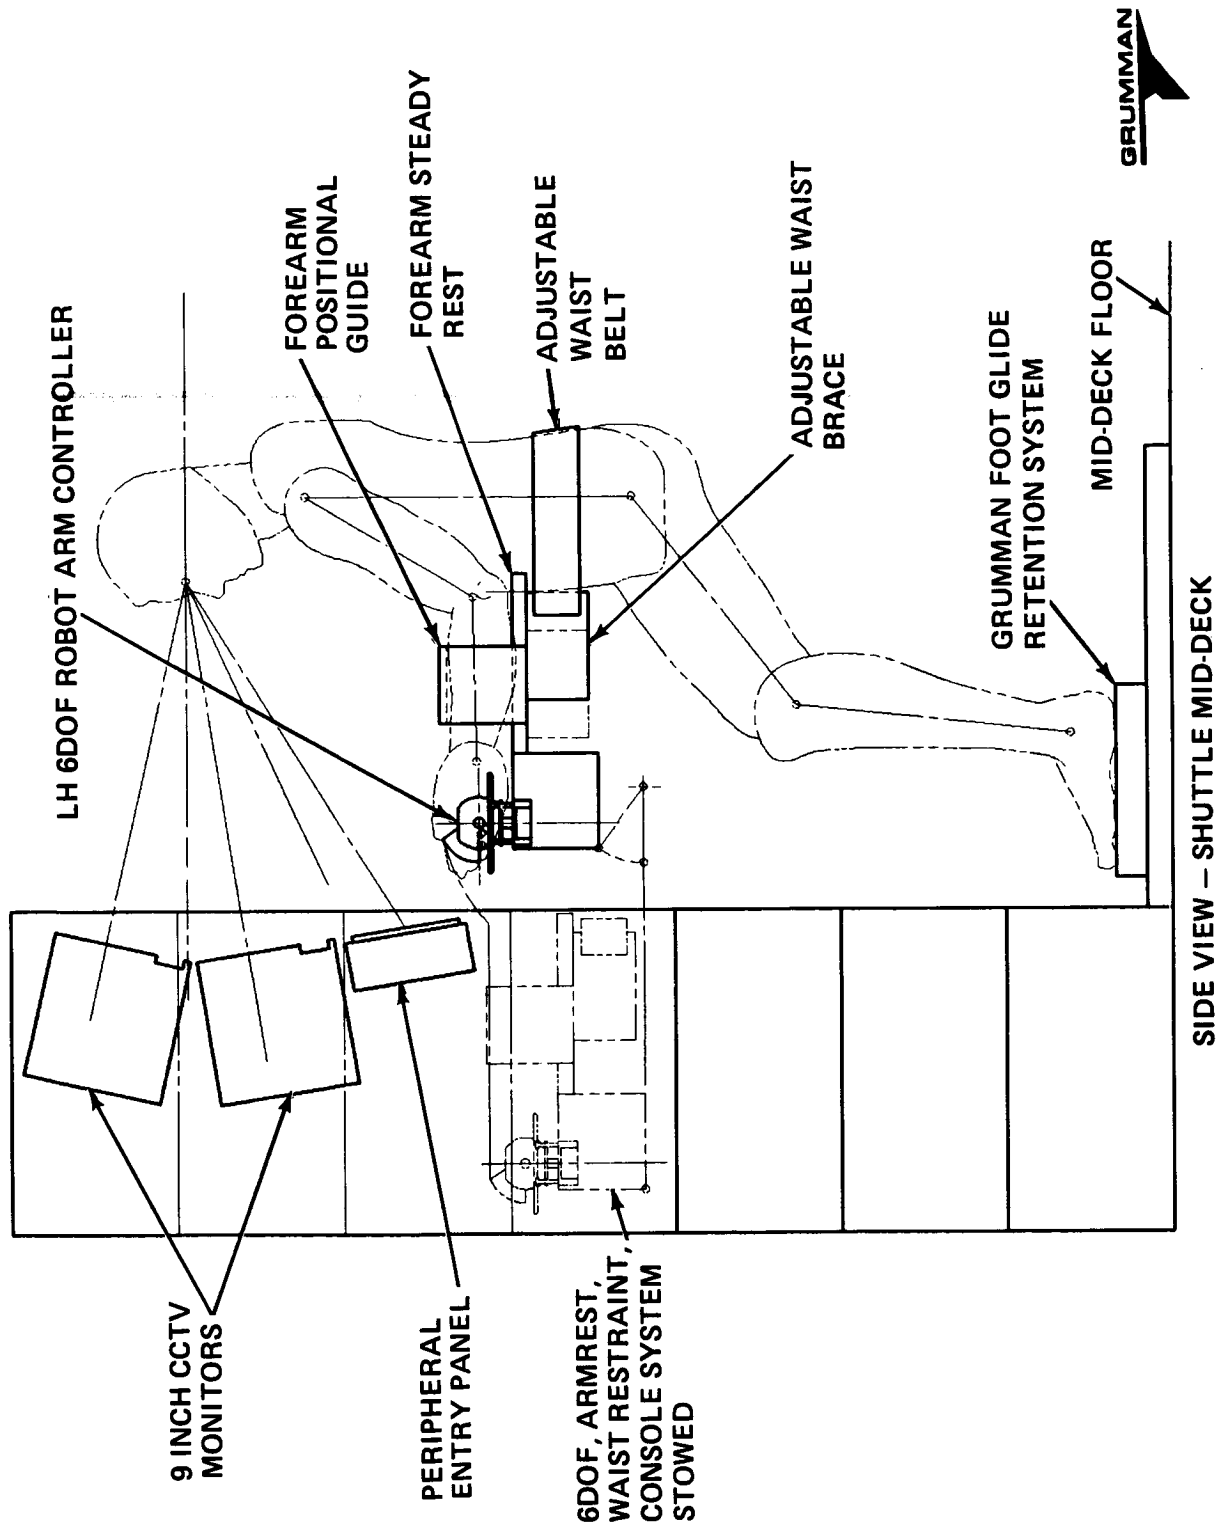 9 INCH CCTV
MONITORS
LH 6DOF ROBOT ARM CONTROLLER
PERIPHERAL
ENTRY PANEL
FOREARM
POSITIONAL
GUIDE
FOREARM STEADY
REST
6DOF, ARMREST,
WAIST RESTRAINT,
CONSOLE SYSTEM
STOWED
ADJUSTABLE
WAIST
BELT
ADJUSTABLE WAIST
BRACE
GRUMMAN FOOT GLIDE
RETENTION SYSTEM
MID-DECK FLOOR
GRUMMAN
SIDE VIEW – SHUTTLE MID-DECK